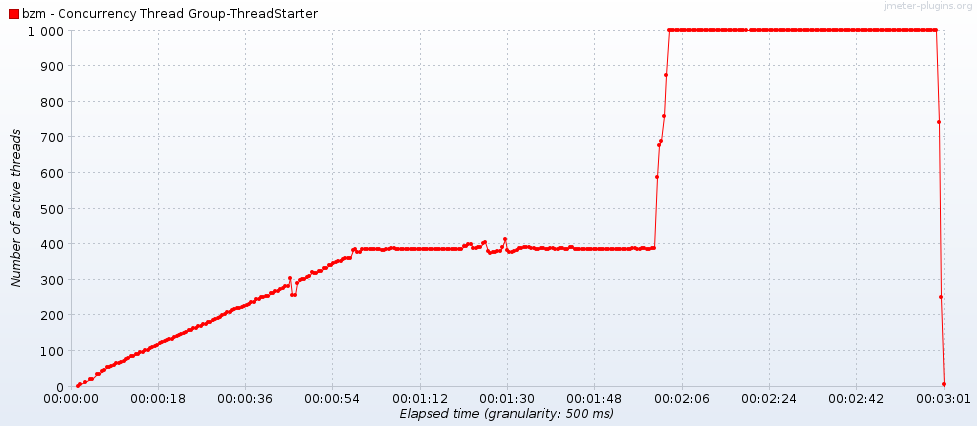 bzm - Concurrency Thread Group-ThreadStarter
jmeter-plugins.org
1 000
900
800
700
600
500
400
300
200
100
0
Number of active threads
00:00:00 00:00:18 00:00:36 00:00:54 00:01:12 00:01:30 00:01:48 00:02:06 00:02:24 00:02:42 00:03:01
Elapsed time (granularity: 500 ms)